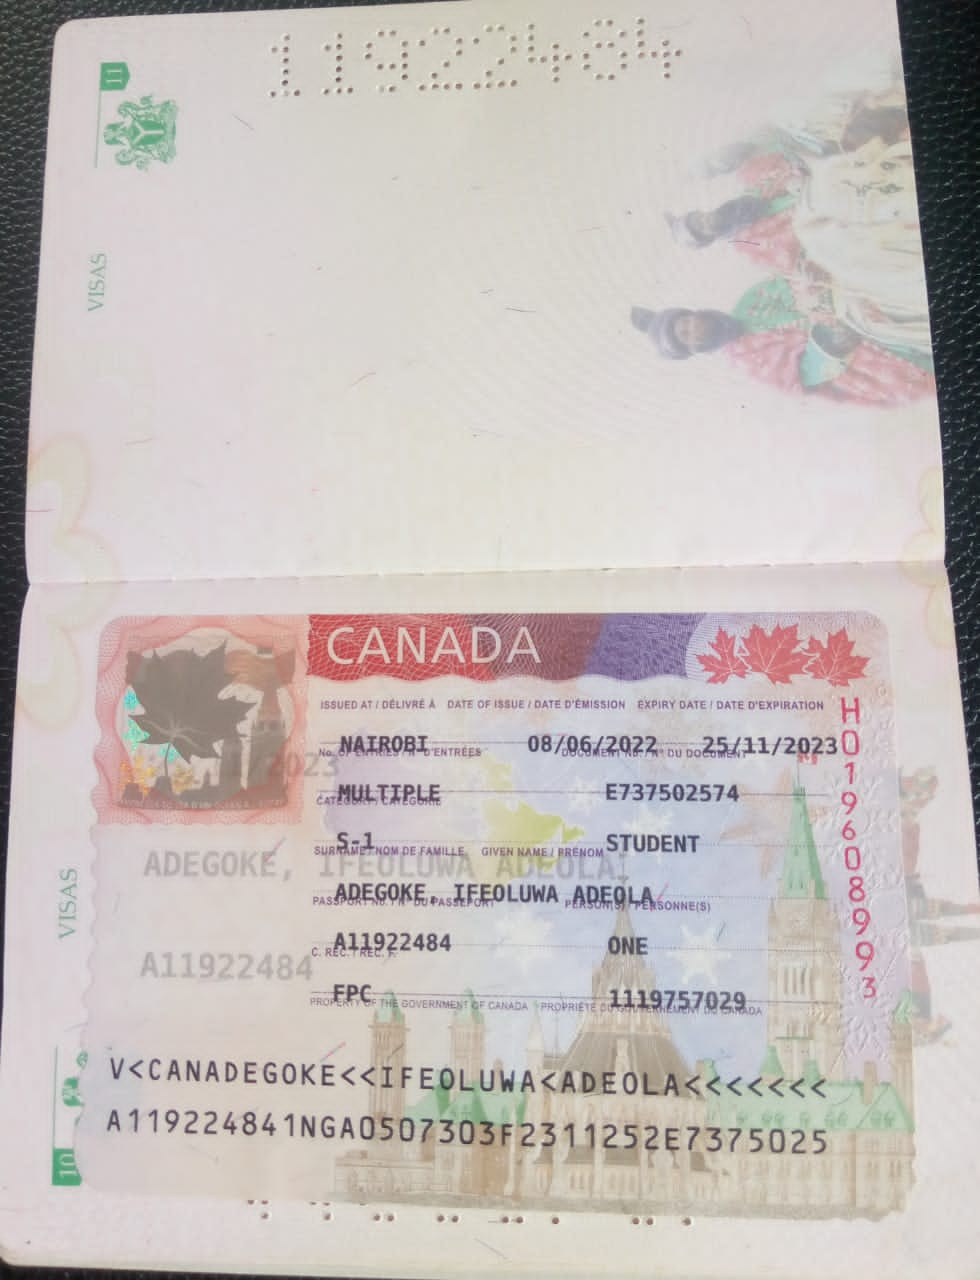 11922484
11
VISAS
CANADA
ISSUED AT / DÉLIVRÉ À DATE OF ISSUE / DATE D'ÉMISSION EXPIRY DATE / DATE D'EXPIRATION
NAIROBI 08/06/2022 25/11/2023
No. OF ENTRIES / Nº D'ENTRÉES DOCUMENT No. / Nº DU DOCUMENT
MULTIPLE E737502574
CATEGORY / CATÉGORIE
S-1 STUDENT
SURNAME / NOM DE FAMILLE GIVEN NAME / PRÉNOM
ADEGOKE, IFEOLUWA ADEOLA
ADEGOKE, IFEOLUWA ADEOLA
PASSPORT No. / Nº DU PASSEPORT PERSON(S) / PERSONNE(S)
A11922484 ONE
C. REC. / REC. F.
A11922484
FPC 1119757029
PROPERTY OF THE GOVERNMENT OF CANADA PROPRIÉTÉ DU GOUVERNEMENT DU CANADA
H019608993
V<CANADEGOKE<<IFEOLUWA<ADEOLA<<<<<<<
A119224841NGA0507303F2311252E7375025
VISAS
10